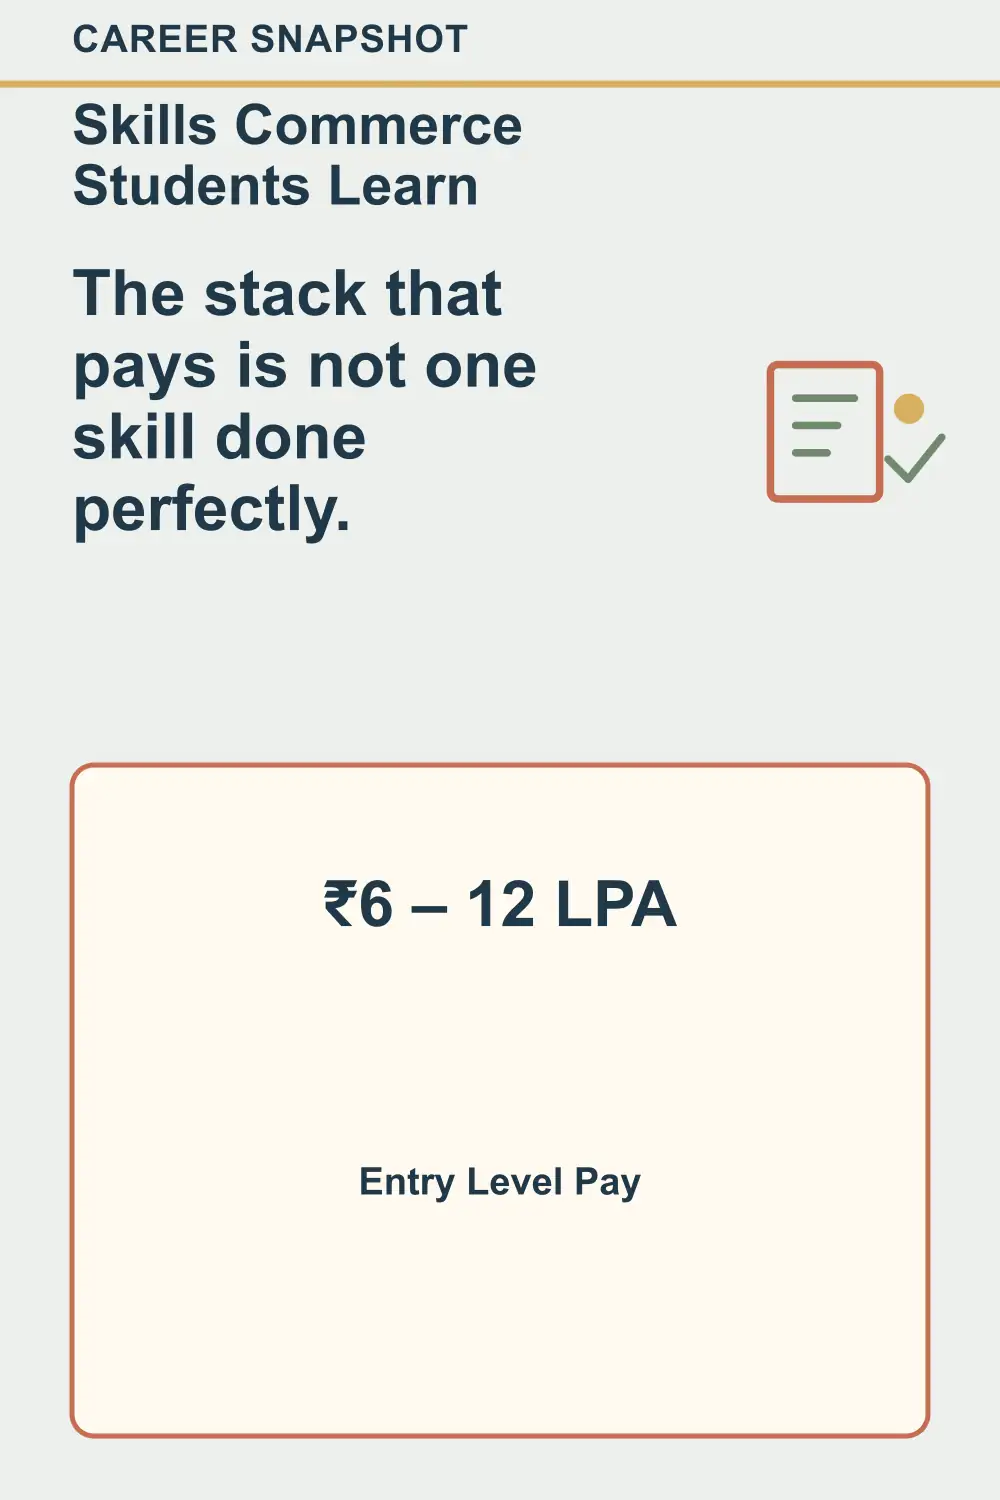 CAREER SNAPSHOT
Skills Commerce
Students Learn
The stack that
pays is not one
skill done
perfectly.
₹6 – 12 LPA
Entry Level Pay